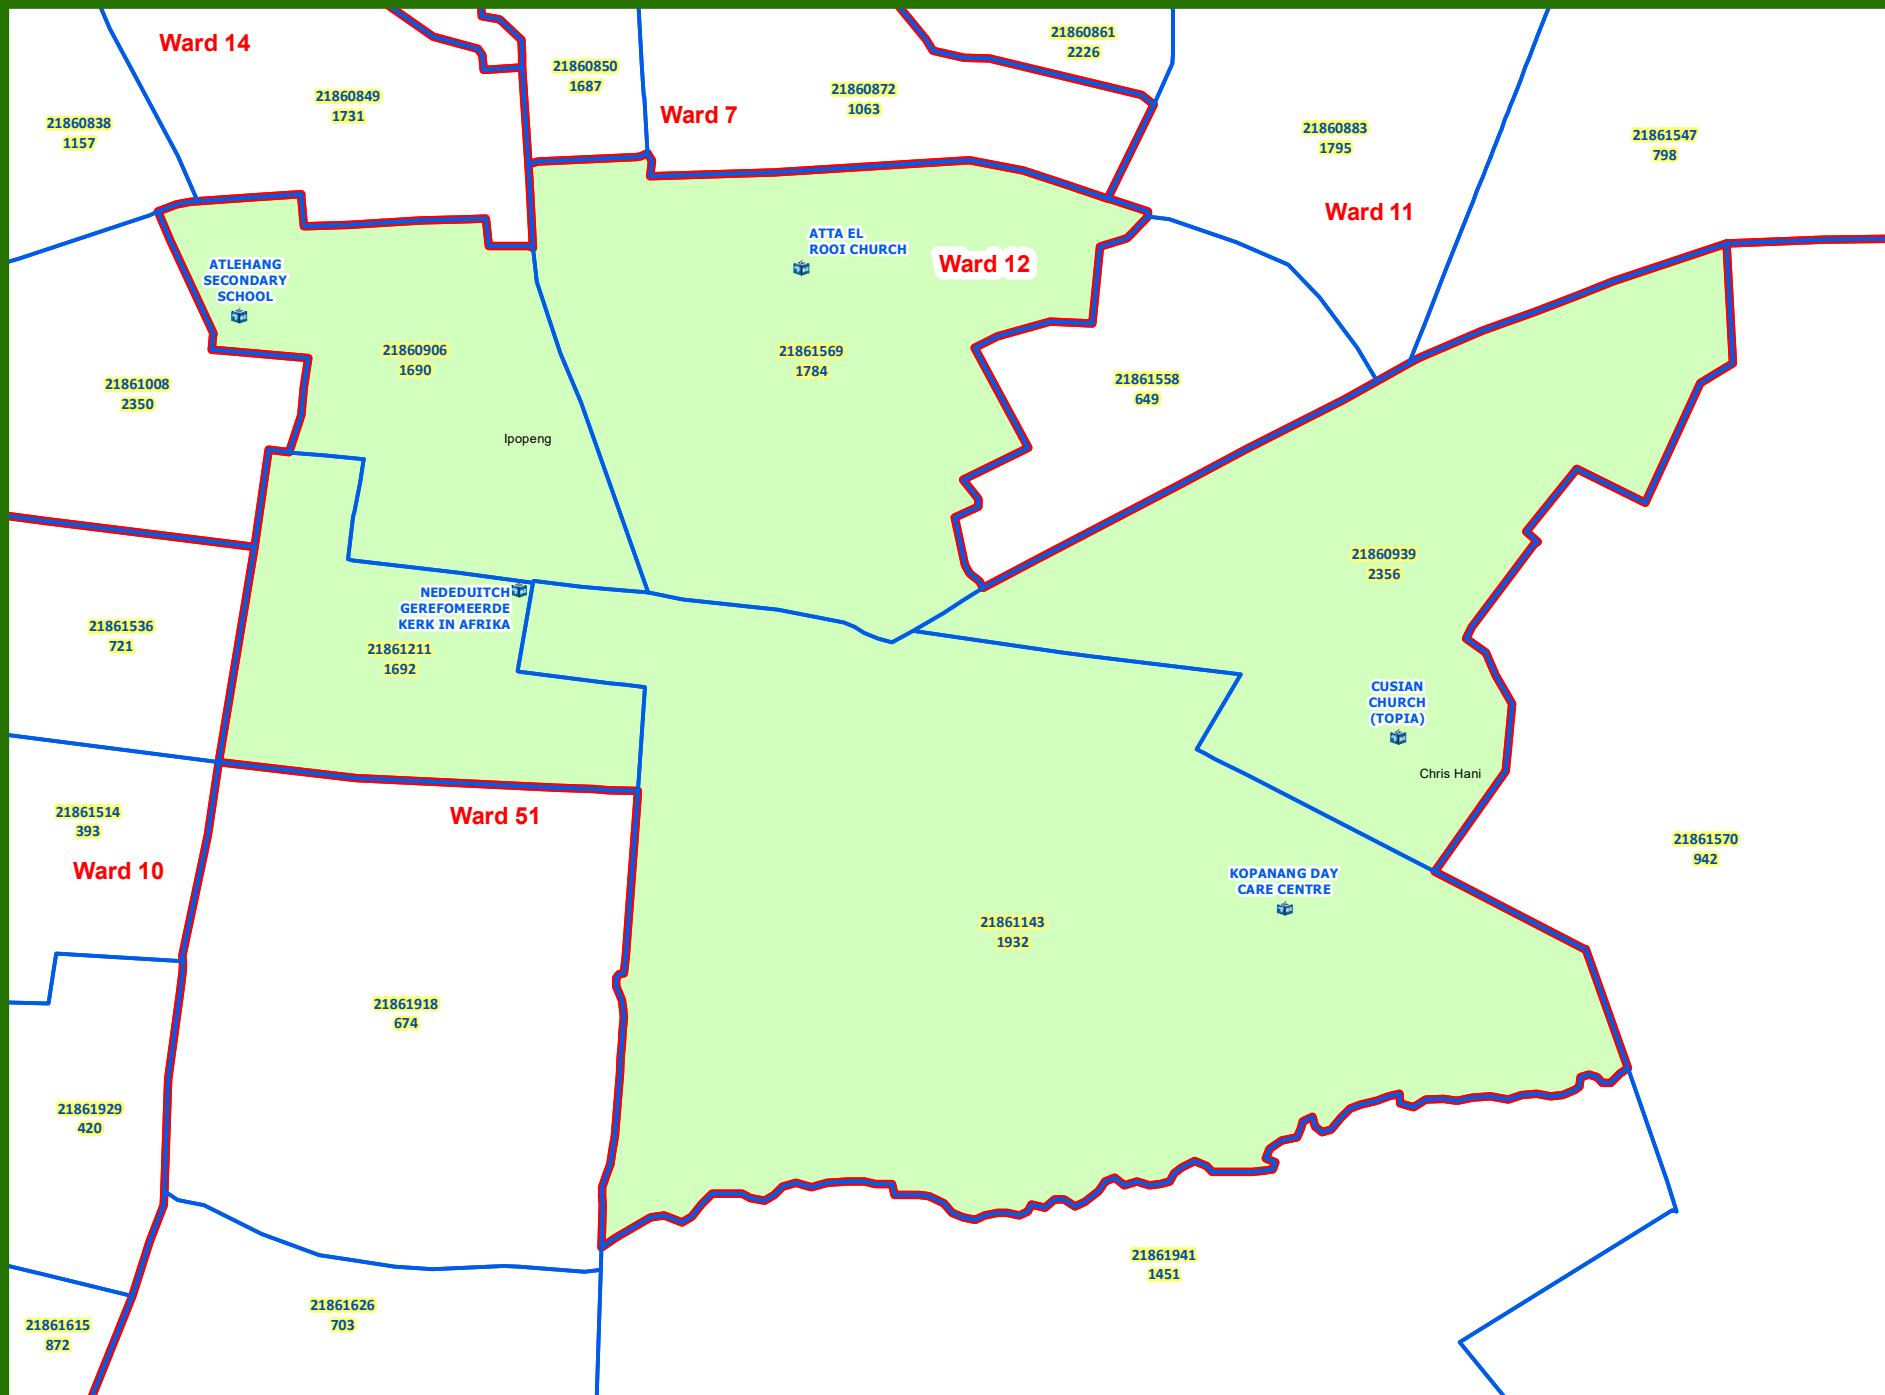 Ward 14
21860861
2226
21860850
1687
21860872
1063
21860849
1731
Ward 7
21860838
1157
21860883
1795
21861547
798
Ward 11
ATTA EL
ROOI CHURCH
Ward 12
ATLEHANG
SECONDARY
SCHOOL
21860906
1690
21861569
1784
21861008
2350
21861558
649
Ipopeng
21860939
2356
NEDEDUITCH
GEREFOMEERDE
KERK IN AFRIKA
21861536
721
21861211
1692
CUSIAN
CHURCH
(TOPIA)
Chris Hani
21861514
393
Ward 51
21861570
942
Ward 10
KOPANANG DAY
CARE CENTRE
21861143
1932
21861918
674
21861929
420
21861941
1451
21861626
703
21861615
872